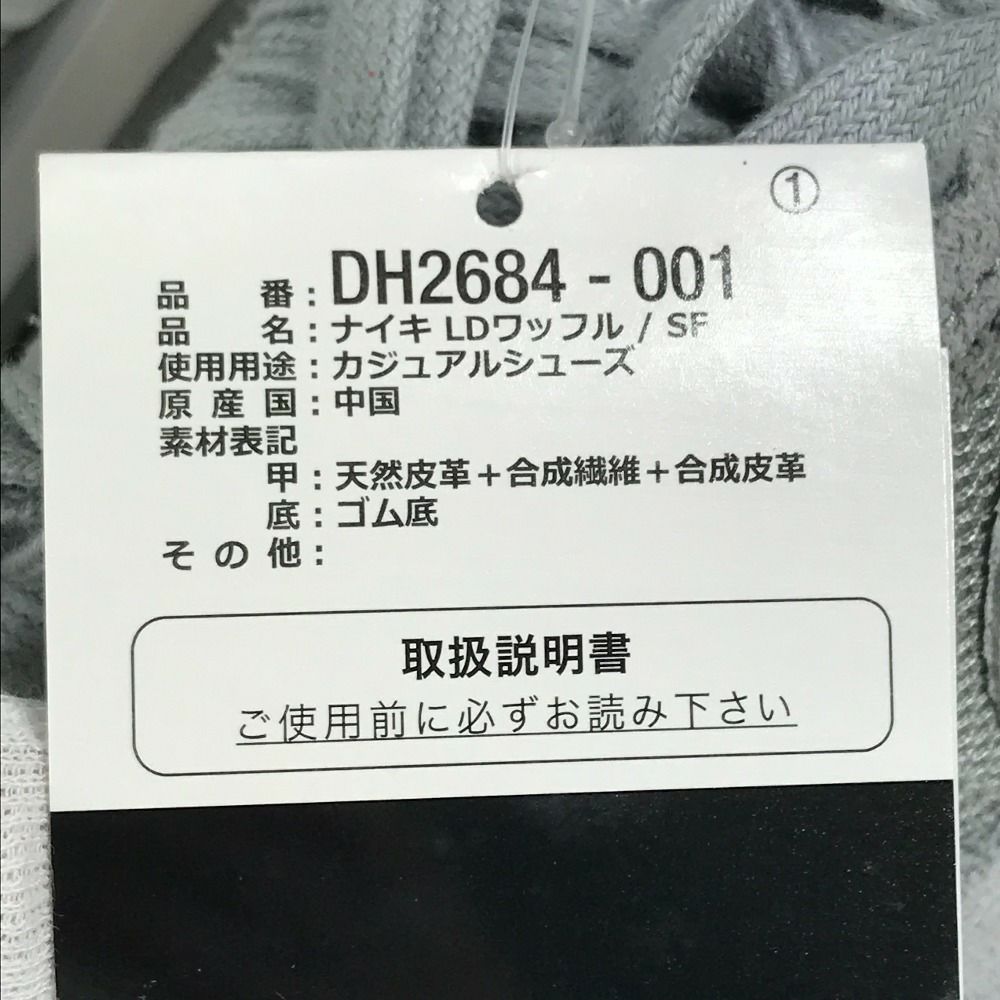 ①
品番：DH2684 - 001
品名：ナイキ LDワッフル / SF
使用用途：カジュアルシューズ
原産国：中国
素材表記
甲：天然皮革＋合成繊維＋合成皮革
底：ゴム底
その他：
取扱説明書
ご使用前に必ずお読み下さい